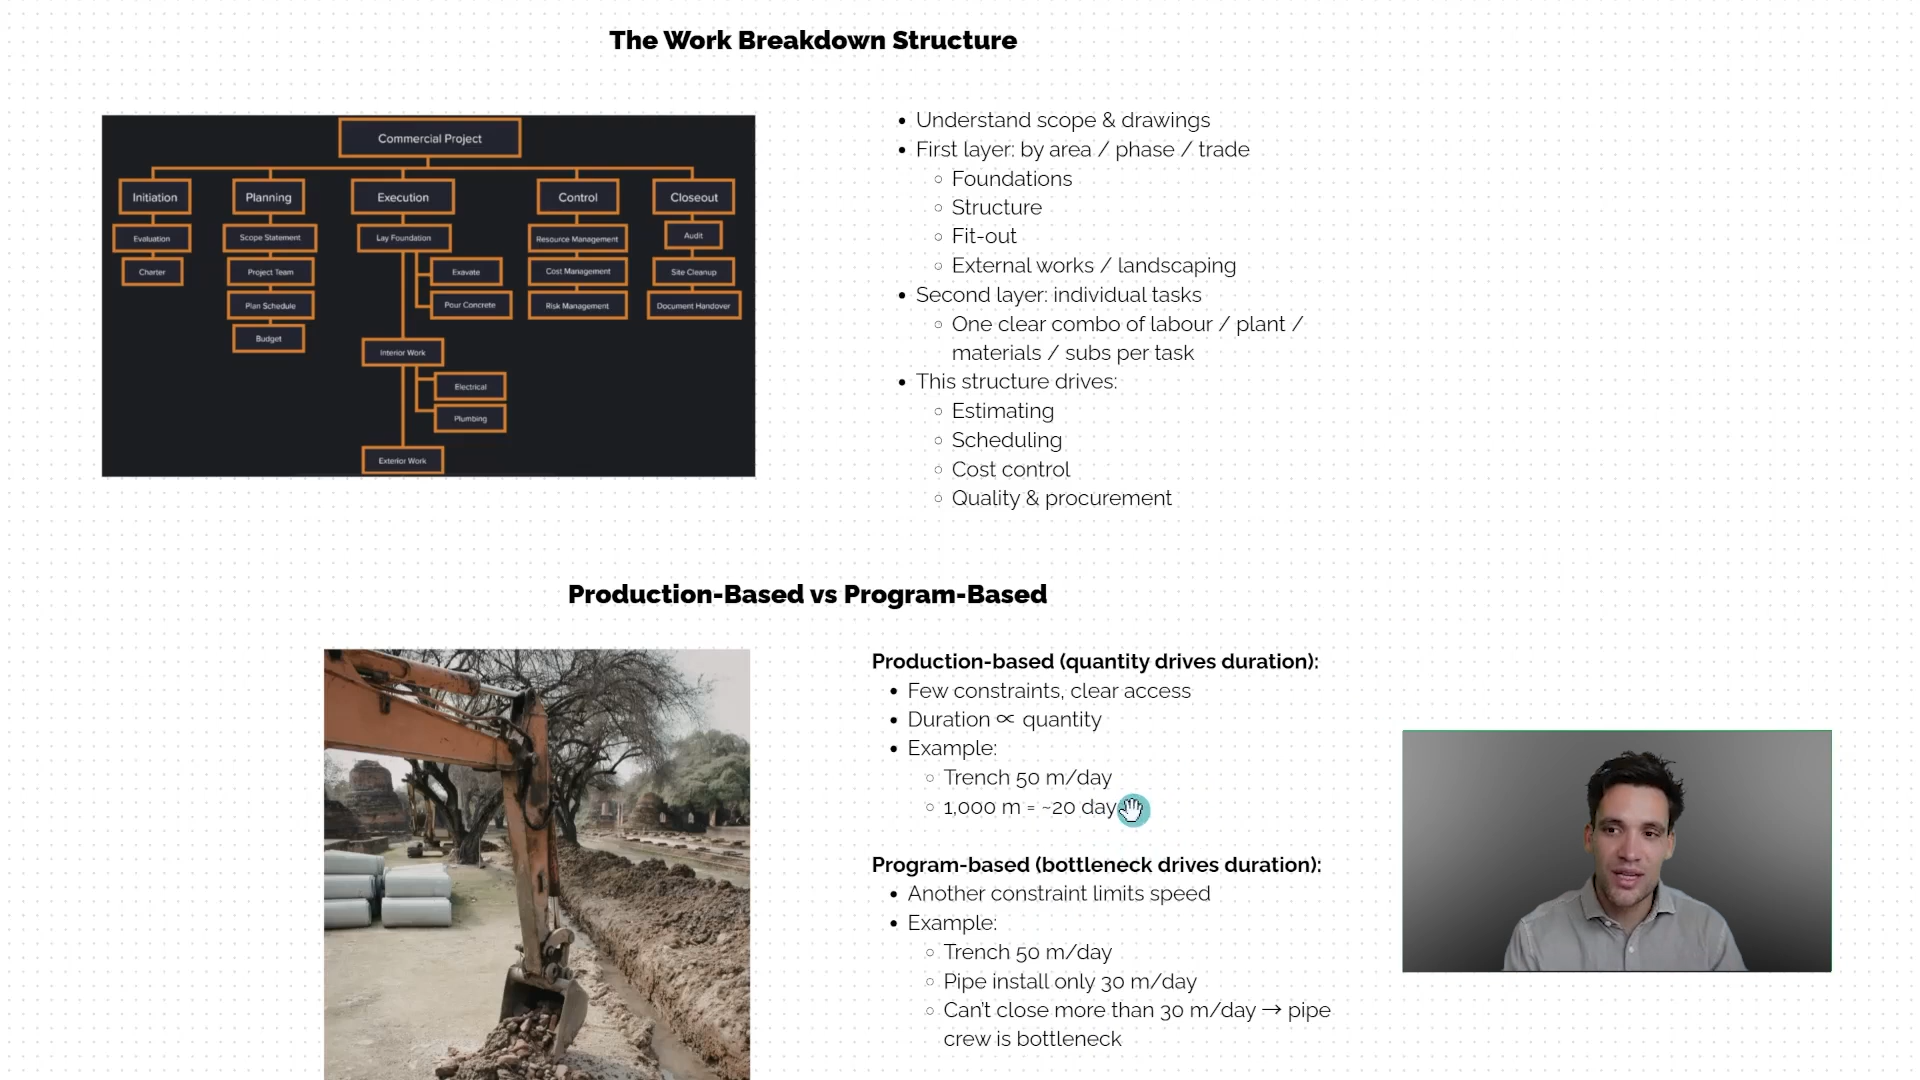 The Work Breakdown Structure
Commercial Project
Initiation
Evaluation
Charter
Planning
Scope Statement
Project Team
Plan Schedule
Budget
Execution
Lay Foundation
Exavate
Pour Concrete
Interior Work
Electrical
Plumbing
Exterior Work
Control
Resource Management
Cost Management
Risk Management
Closeout
Audit
Site Cleanup
Document Handover
• Understand scope & drawings
• First layer: by area / phase / trade
◦ Foundations
◦ Structure
◦ Fit-out
◦ External works / landscaping
• Second layer: individual tasks
◦ One clear combo of labour / plant /
materials / subs per task
• This structure drives:
◦ Estimating
◦ Scheduling
◦ Cost control
◦ Quality & procurement
Production-Based vs Program-Based
Production-based (quantity drives duration):
• Few constraints, clear access
• Duration ∝ quantity
• Example:
◦ Trench 50 m/day
◦ 1,000 m = ~20 day
Program-based (bottleneck drives duration):
• Another constraint limits speed
• Example:
◦ Trench 50 m/day
◦ Pipe install only 30 m/day
◦ Can't close more than 30 m/day → pipe
crew is bottleneck